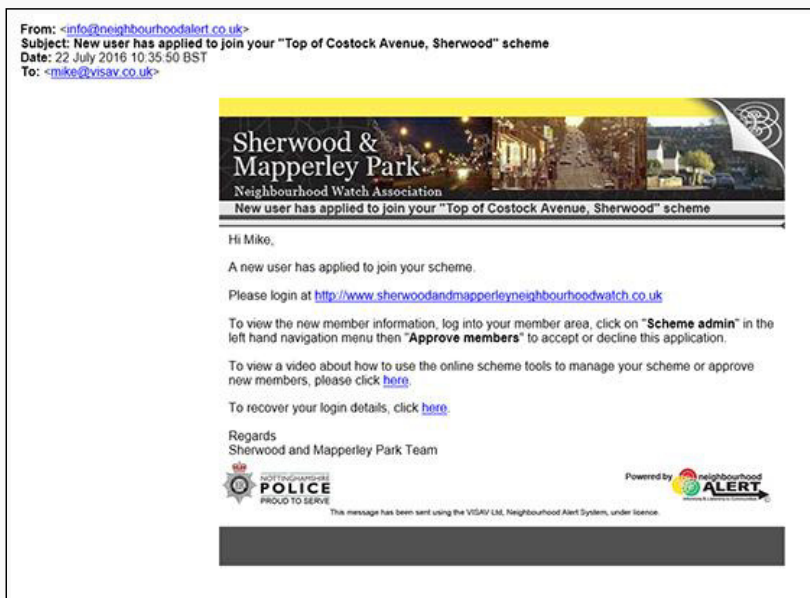 From: <info@neighbourhoodalert.co.uk>
Subject: New user has applied to join your "Top of Costock Avenue, Sherwood" scheme
Date: 22 July 2016 10:35:50 BST
To: <mike@visav.co.uk>
Sherwood &
Mapperley Park
Neighbourhood Watch Association
New user has applied to join your "Top of Costock Avenue, Sherwood" scheme
Hi Mike,
A new user has applied to join your scheme.
Please login at http://www.sherwoodandmapperleyneighbourhoodwatch.co.uk
To view the new member information, log into your member area, click on "Scheme admin" in the
left hand navigation menu then "Approve members" to accept or decline this application.
To view a video about how to use the online scheme tools to manage your scheme or approve
new members, please click here.
To recover your login details, click here.
Regards
Sherwood and Mapperley Park Team
NOTTINGHAMSHIRE
POLICE
PROUD TO SERVE
Powered by neighbourhood
ALERT
This message has been sent using the VISAV Ltd, Neighbourhood Alert System, under licence.